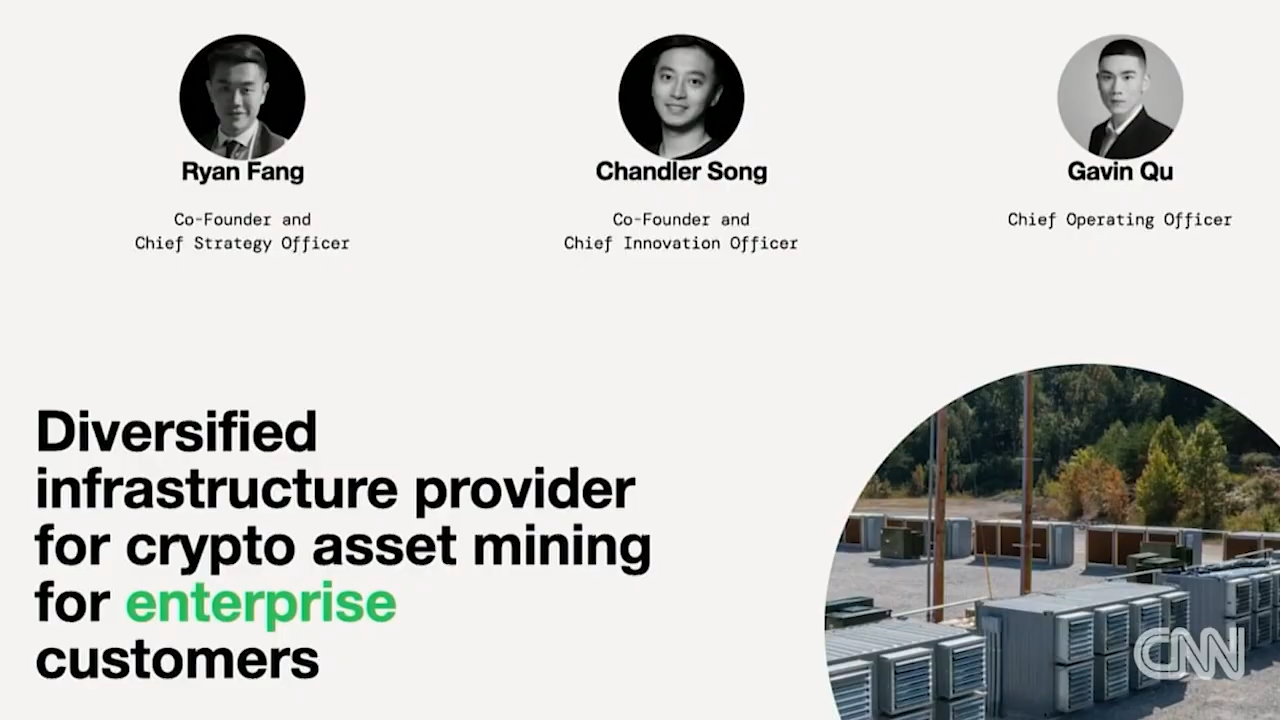 Ryan Fang
Chandler Song
Gavin Qu
Co-Founder and
Chief Strategy Officer
Co-Founder and
Chief Innovation Officer
Chief Operating Officer
Diversified
infrastructure provider
for crypto asset mining
for enterprise
customers
CNN